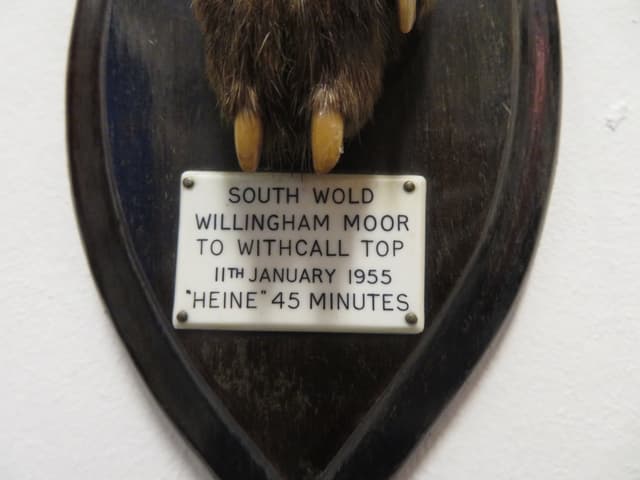 SOUTH WOLD
WILLINGHAM MOOR
TO WITHCALL TOP
11TH JANUARY 1955
"HEINE" 45 MINUTES